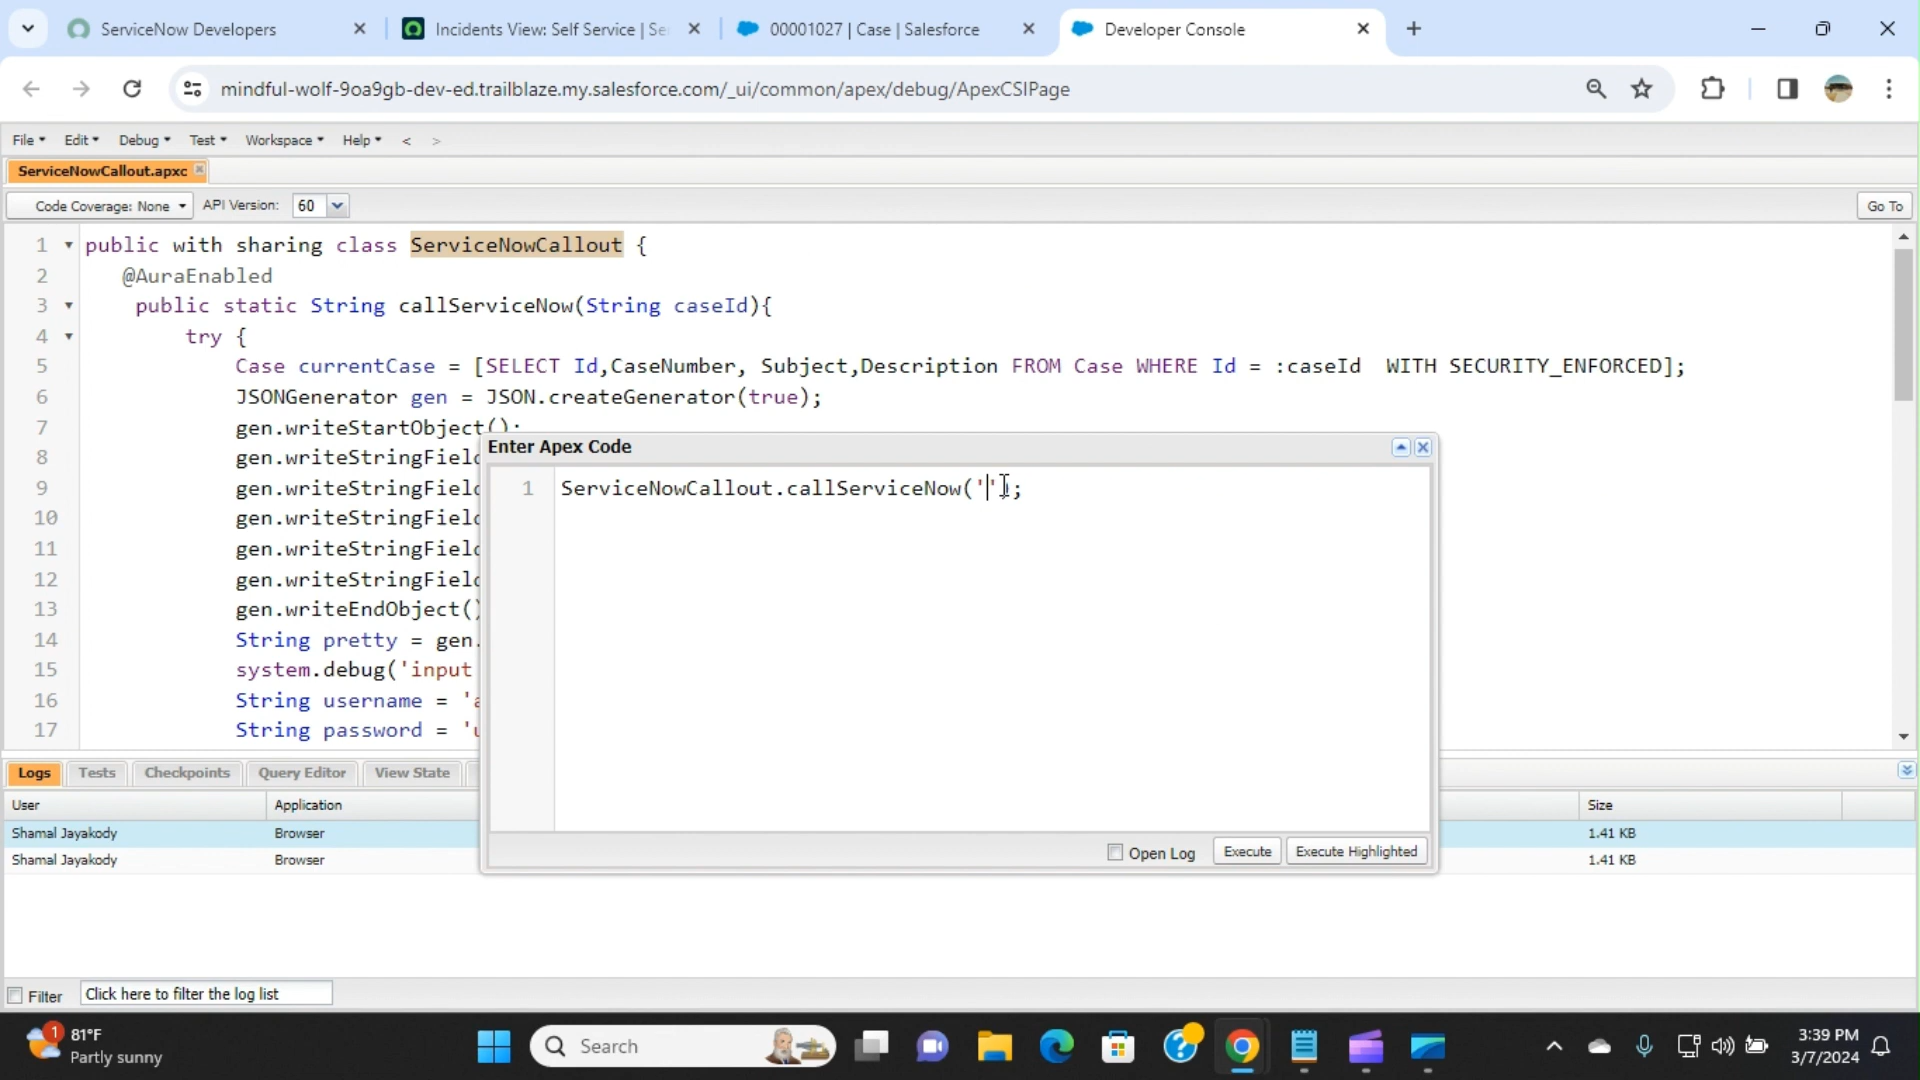 ServiceNow Developers
Incidents View: Self Service | Se
00001027 | Case | Salesforce
Developer Console
mindful-wolf-9oa9gb-dev-ed.trailblaze.my.salesforce.com/_ui/common/apex/debug/ApexCSIPage
File Edit Debug Test Workspace Help < >
ServiceNowCallout.apxc
Code Coverage: None API Version: 60 Go To
1 public with sharing class ServiceNowCallout {
2 @AuraEnabled
3 public static String callServiceNow(String caseId){
4 try {
5 Case currentCase = [SELECT Id,CaseNumber, Subject,Description FROM Case WHERE Id = :caseId WITH SECURITY_ENFORCED];
6 JSONGenerator gen = JSON.createGenerator(true);
7 gen.writeStartObject();
8 gen.writeStringField
9 gen.writeStringField
10 gen.writeStringField
11 gen.writeStringField
12 gen.writeStringField
13 gen.writeEndObject()
14 String pretty = gen.
15 system.debug('input
16 String username = 'a
17 String password = 'u
Enter Apex Code
1 ServiceNowCallout.callServiceNow('');
Open Log Execute Execute Highlighted
Logs Tests Checkpoints Query Editor View State
User Application Size
Shamal Jayakody Browser 1.41 KB
Shamal Jayakody Browser 1.41 KB
Filter Click here to filter the log list
1 81°F
Partly sunny
Search
3:39 PM
3/7/2024